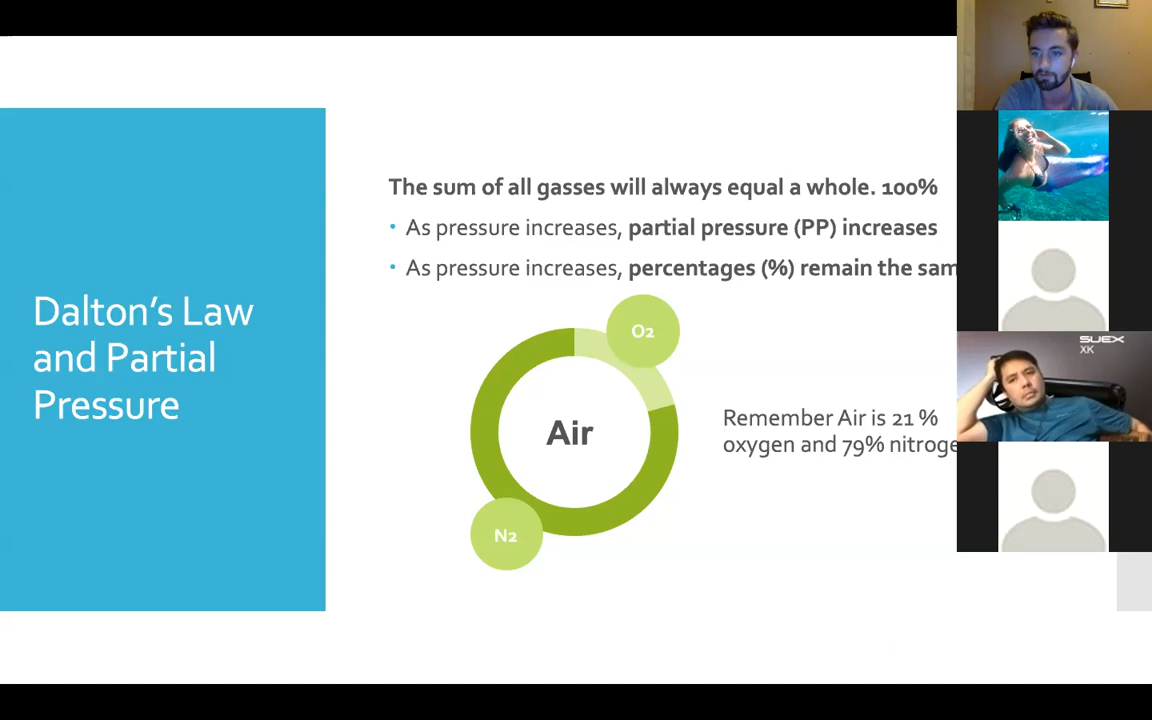 Dalton's Law
and Partial
Pressure
The sum of all gasses will always equal a whole. 100%
• As pressure increases, partial pressure (PP) increases
• As pressure increases, percentages (%) remain the sam
O2
Air
N2
Remember Air is 21 %
oxygen and 79% nitroge
SUEX
XK